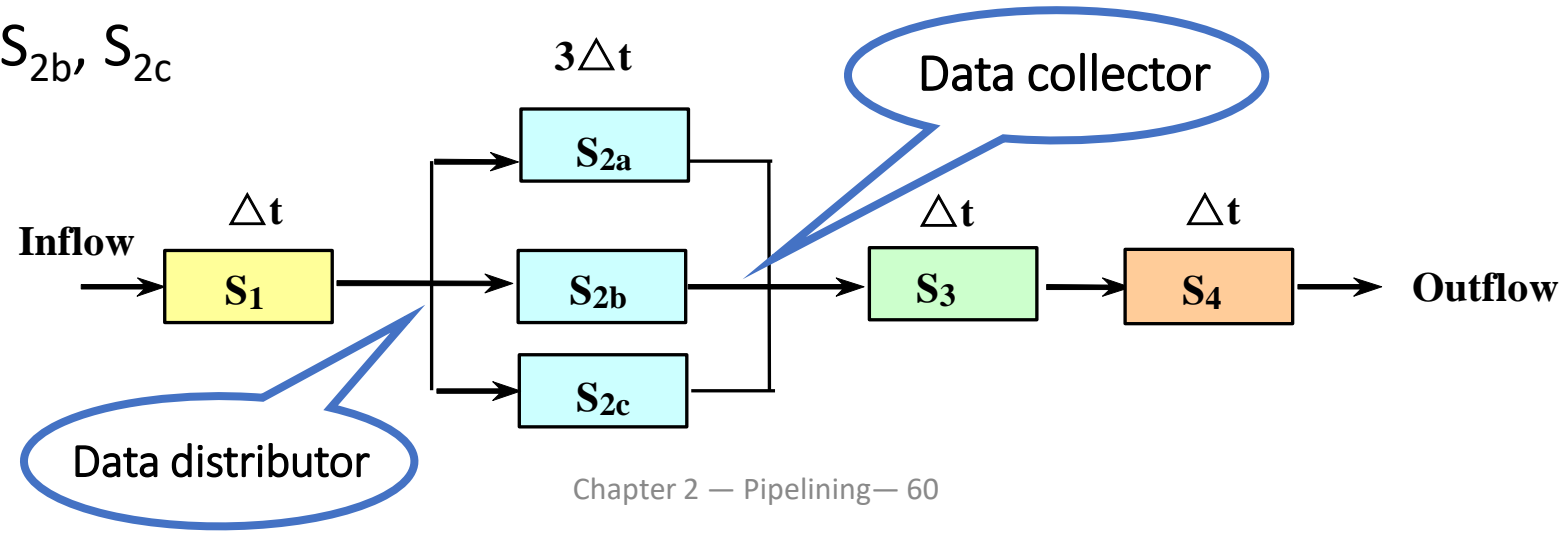 S2b, S2c
3△t
Data collector
S2a
△t
△t
△t
Inflow
S1
S2b
S3
S4
Outflow
S2c
Data distributor
Chapter 2 — Pipelining— 60